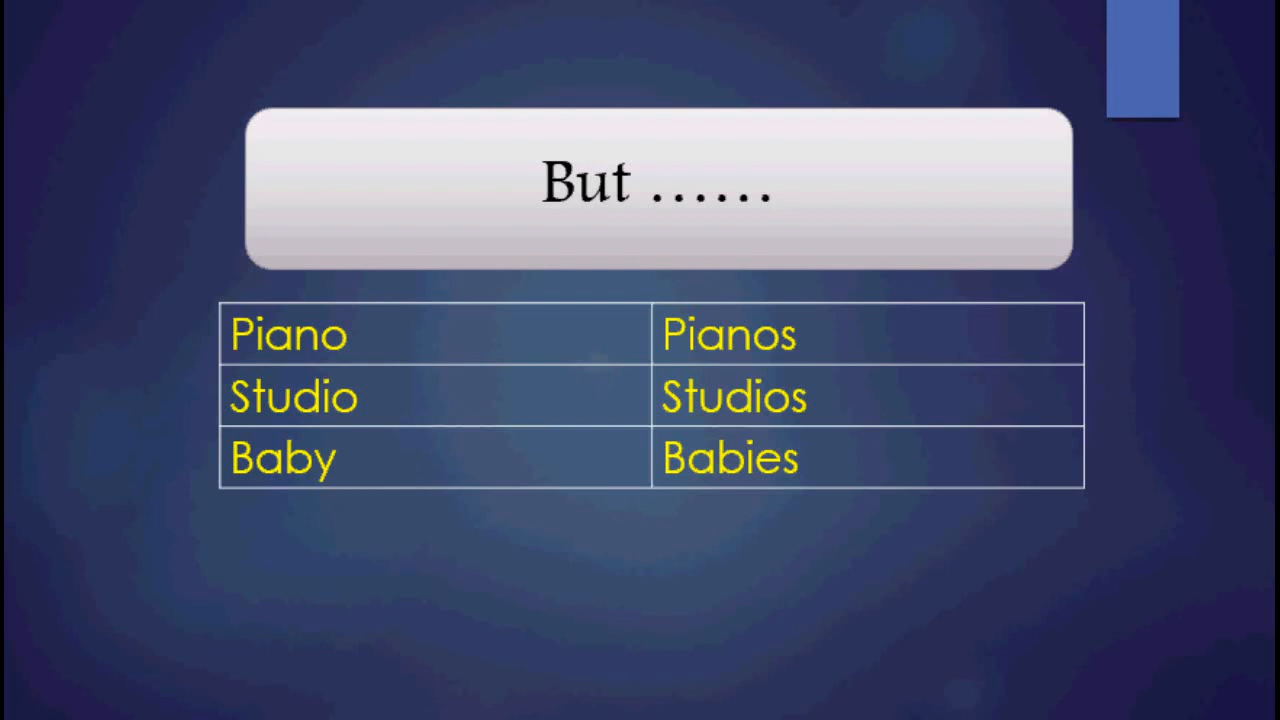 But ……
Piano Pianos
Studio Studios
Baby Babies